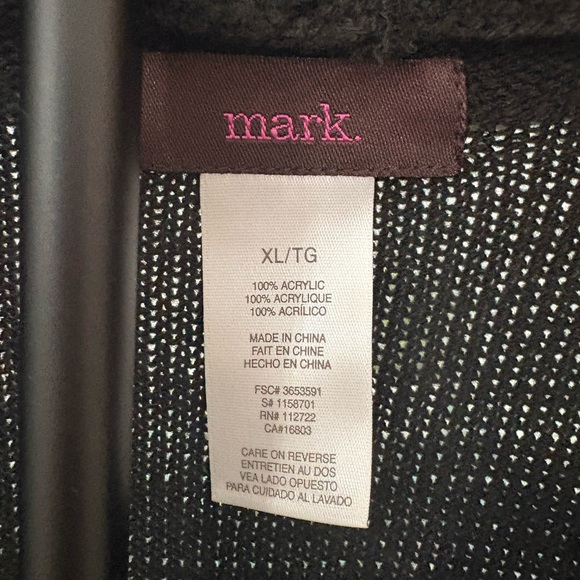 mark.
XL/TG
100% ACRYLIC
100% ACRYLIQUE
100% ACRÍLICO
MADE IN CHINA
FAIT EN CHINE
HECHO EN CHINA
FSC# 3653591
S# 1158701
RN# 112722
CA#16803
CARE ON REVERSE
ENTRETIEN AU DOS
VEA LADO OPUESTO
PARA CUIDADO AL LAVADO